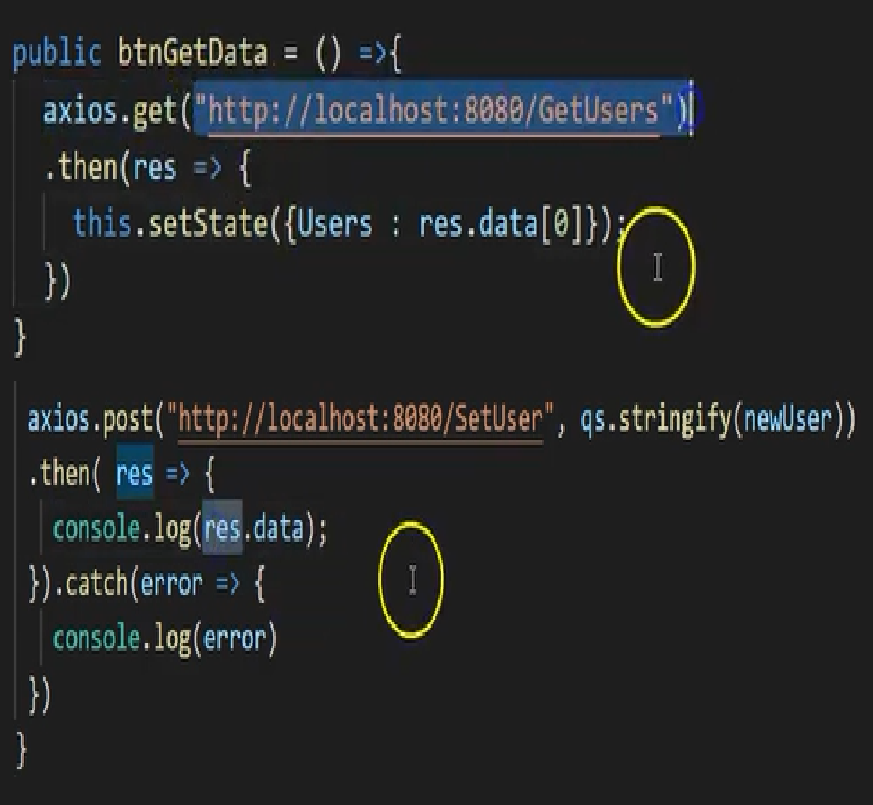 public btnGetData = () =>{
axios.get("http://localhost:8080/GetUsers")
.then(res => {
this.setState({Users : res.data[0]});
})
}
axios.post("http://localhost:8080/SetUser", qs.stringify(newUser))
.then( res => {
console.log(res.data);
}).catch(error => {
console.log(error)
})
}